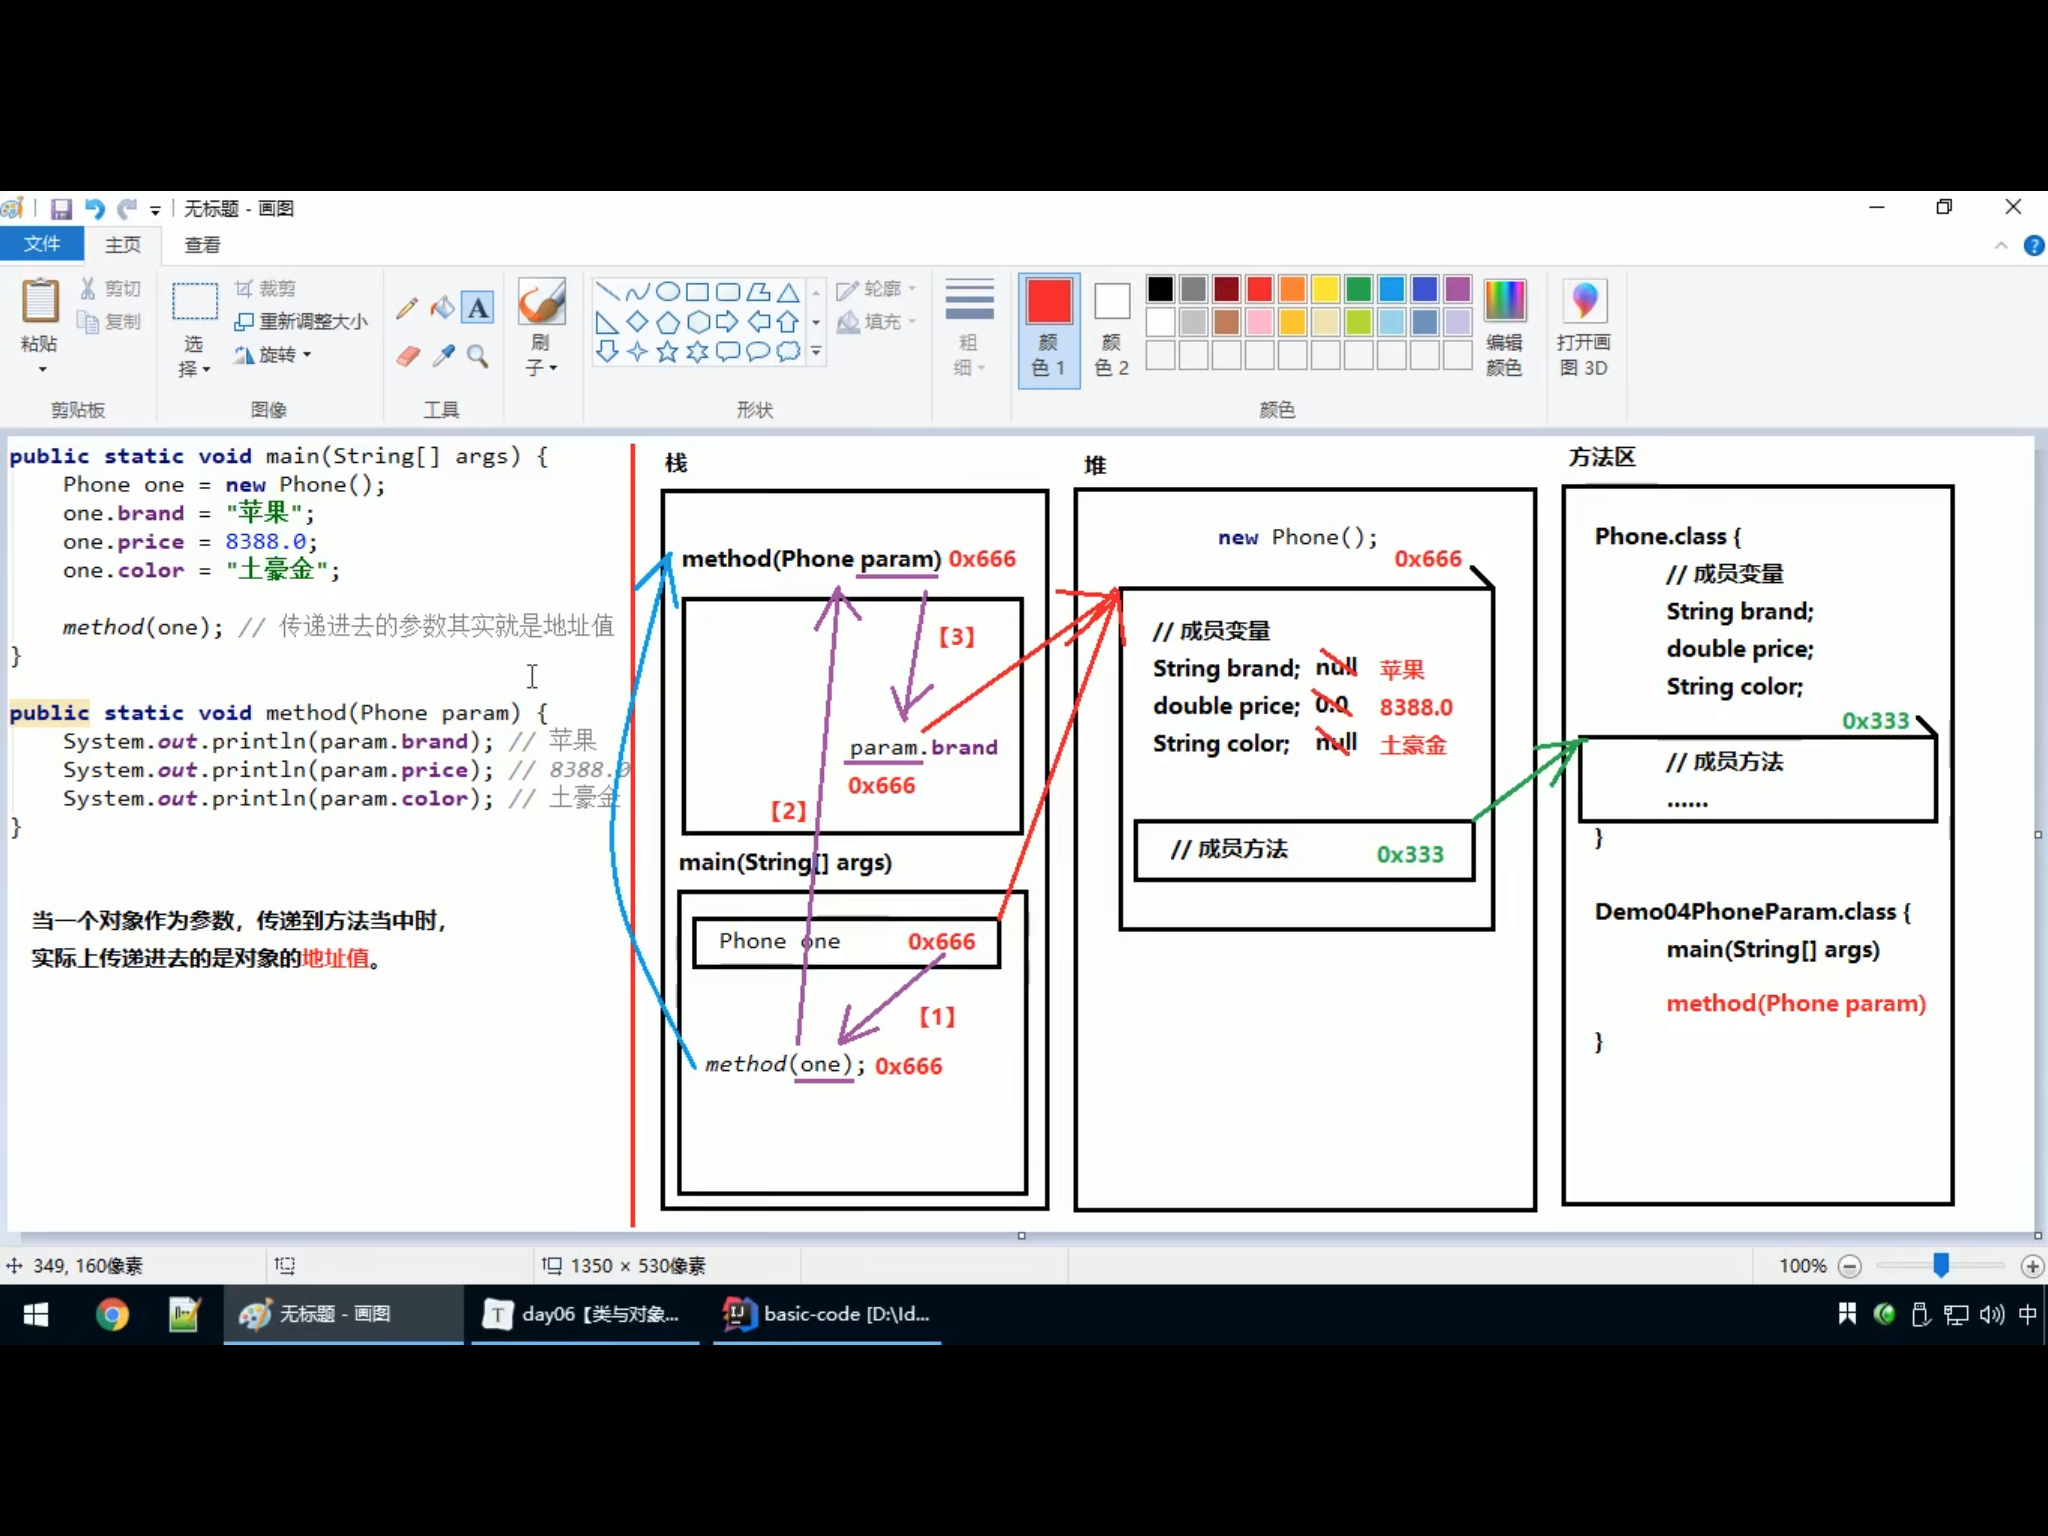 无标题 - 画图
文件 主页 查看
粘贴
剪切
复制
剪贴板
选择
裁剪
重新调整大小
旋转
图像
A
工具
刷子
形状
轮廓
填充
粗细
颜色 1
颜色 2
颜色
编辑颜色
打开画图 3D
public static void main(String[] args) {
Phone one = new Phone();
one.brand = "苹果";
one.price = 8388.0;
one.color = "土豪金";
method(one); // 传递进去的参数其实就是地址值
}
public static void method(Phone param) {
System.out.println(param.brand); // 苹果
System.out.println(param.price); // 8388.0
System.out.println(param.color); // 土豪金
}
当一个对象作为参数，传递到方法当中时，
实际上传递进去的是对象的地址值。
栈
method(Phone param) 0x666
【3】
param.brand
0x666
【2】
main(String[] args)
Phone one 0x666
【1】
method(one); 0x666
堆
new Phone();
0x666
// 成员变量
String brand; null 苹果
double price; 0.0 8388.0
String color; null 土豪金
// 成员方法 0x333
方法区
Phone.class {
// 成员变量
String brand;
double price;
String color;
0x333
// 成员方法
......
}
Demo04PhoneParam.class {
main(String[] args)
method(Phone param)
}
349, 160像素
1350 × 530像素
100%
无标题 - 画图
T day06【类与对象...
IJ basic-code [D:\Id...
中